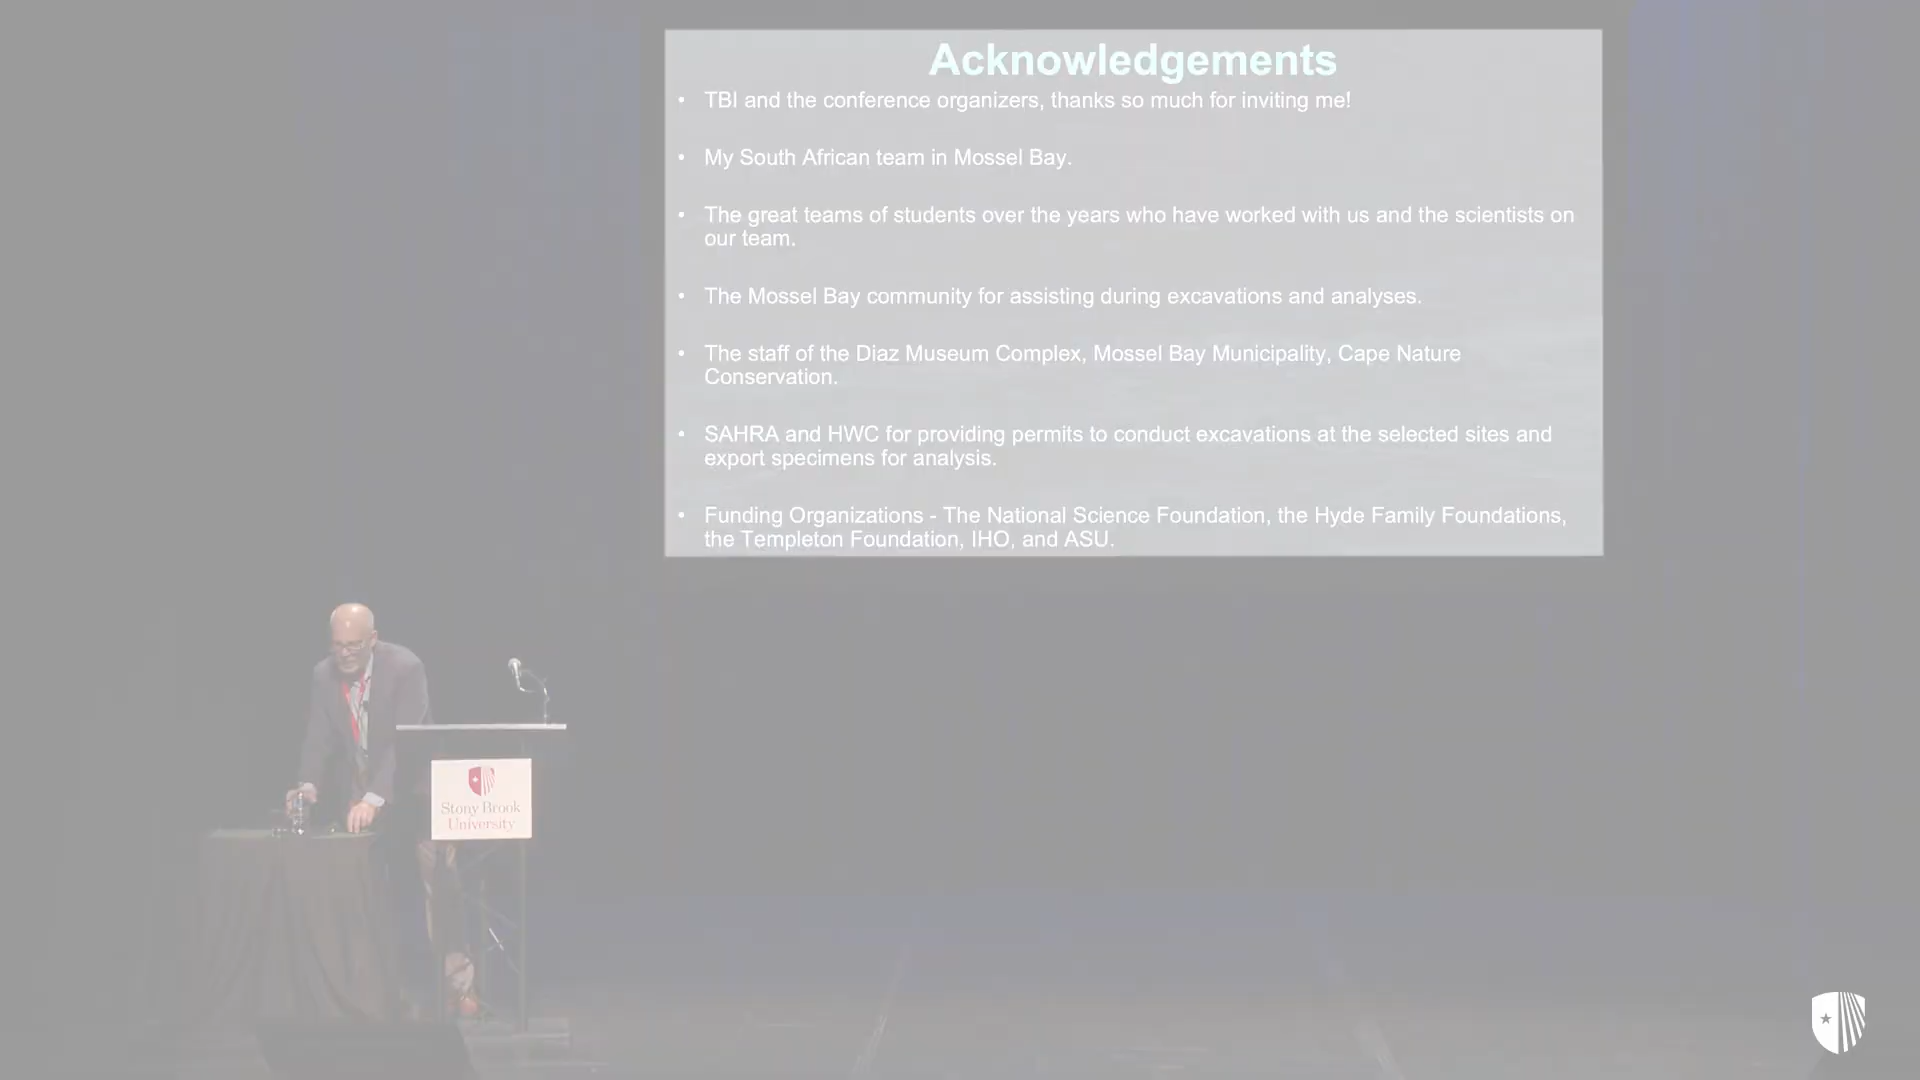 Acknowledgements
• TBI and the conference organizers, thanks so much for inviting me!
• My South African team in Mossel Bay.
• The great teams of students over the years who have worked with us and the scientists on
our team.
• The Mossel Bay community for assisting during excavations and analyses.
• The staff of the Diaz Museum Complex, Mossel Bay Municipality, Cape Nature
Conservation.
• SAHRA and HWC for providing permits to conduct excavations at the selected sites and
export specimens for analysis.
• Funding Organizations - The National Science Foundation, the Hyde Family Foundations,
the Templeton Foundation, IHO, and ASU.
Stony Brook
University